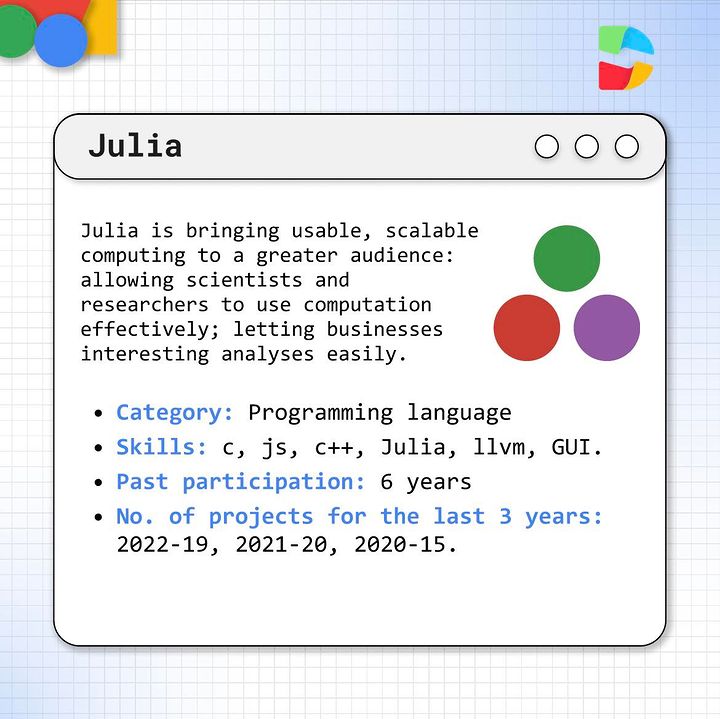 Julia
Julia is bringing usable, scalable
computing to a greater audience:
allowing scientists and
researchers to use computation
effectively; letting businesses
interesting analyses easily.
• Category: Programming language
• Skills: c, js, c++, Julia, llvm, GUI.
• Past participation: 6 years
• No. of projects for the last 3 years:
2022-19, 2021-20, 2020-15.